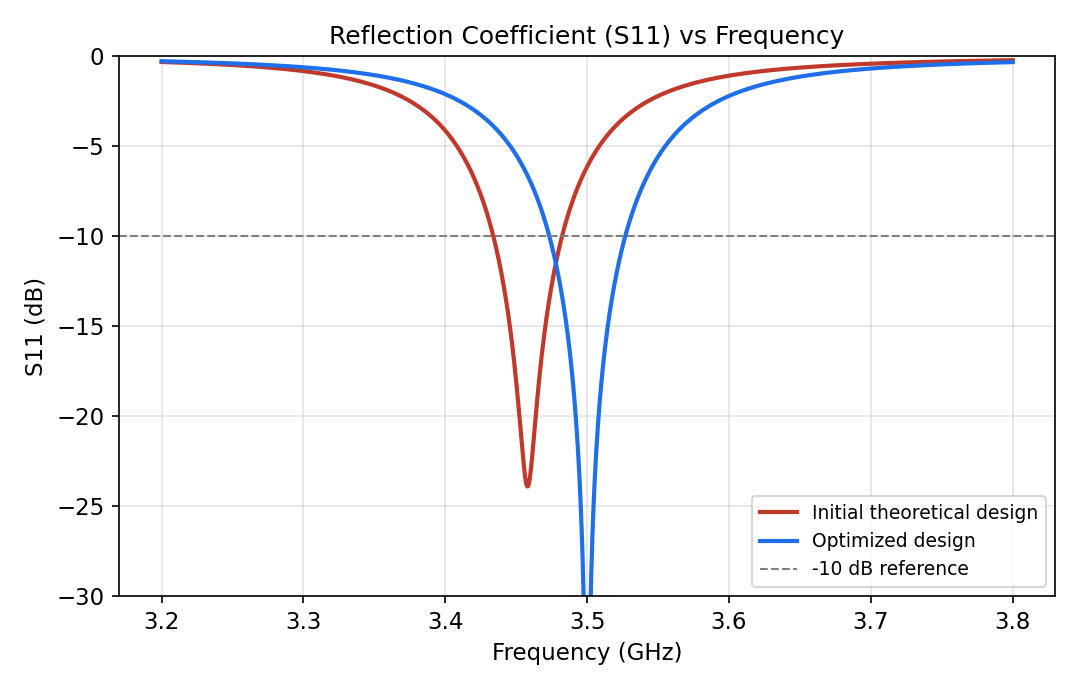 Reflection Coefficient (S11) vs Frequency
0
−5
−10
−15
−20
−25
−30
S11 (dB)
Initial theoretical design
Optimized design
-10 dB reference
3.2 3.3 3.4 3.5 3.6 3.7 3.8
Frequency (GHz)